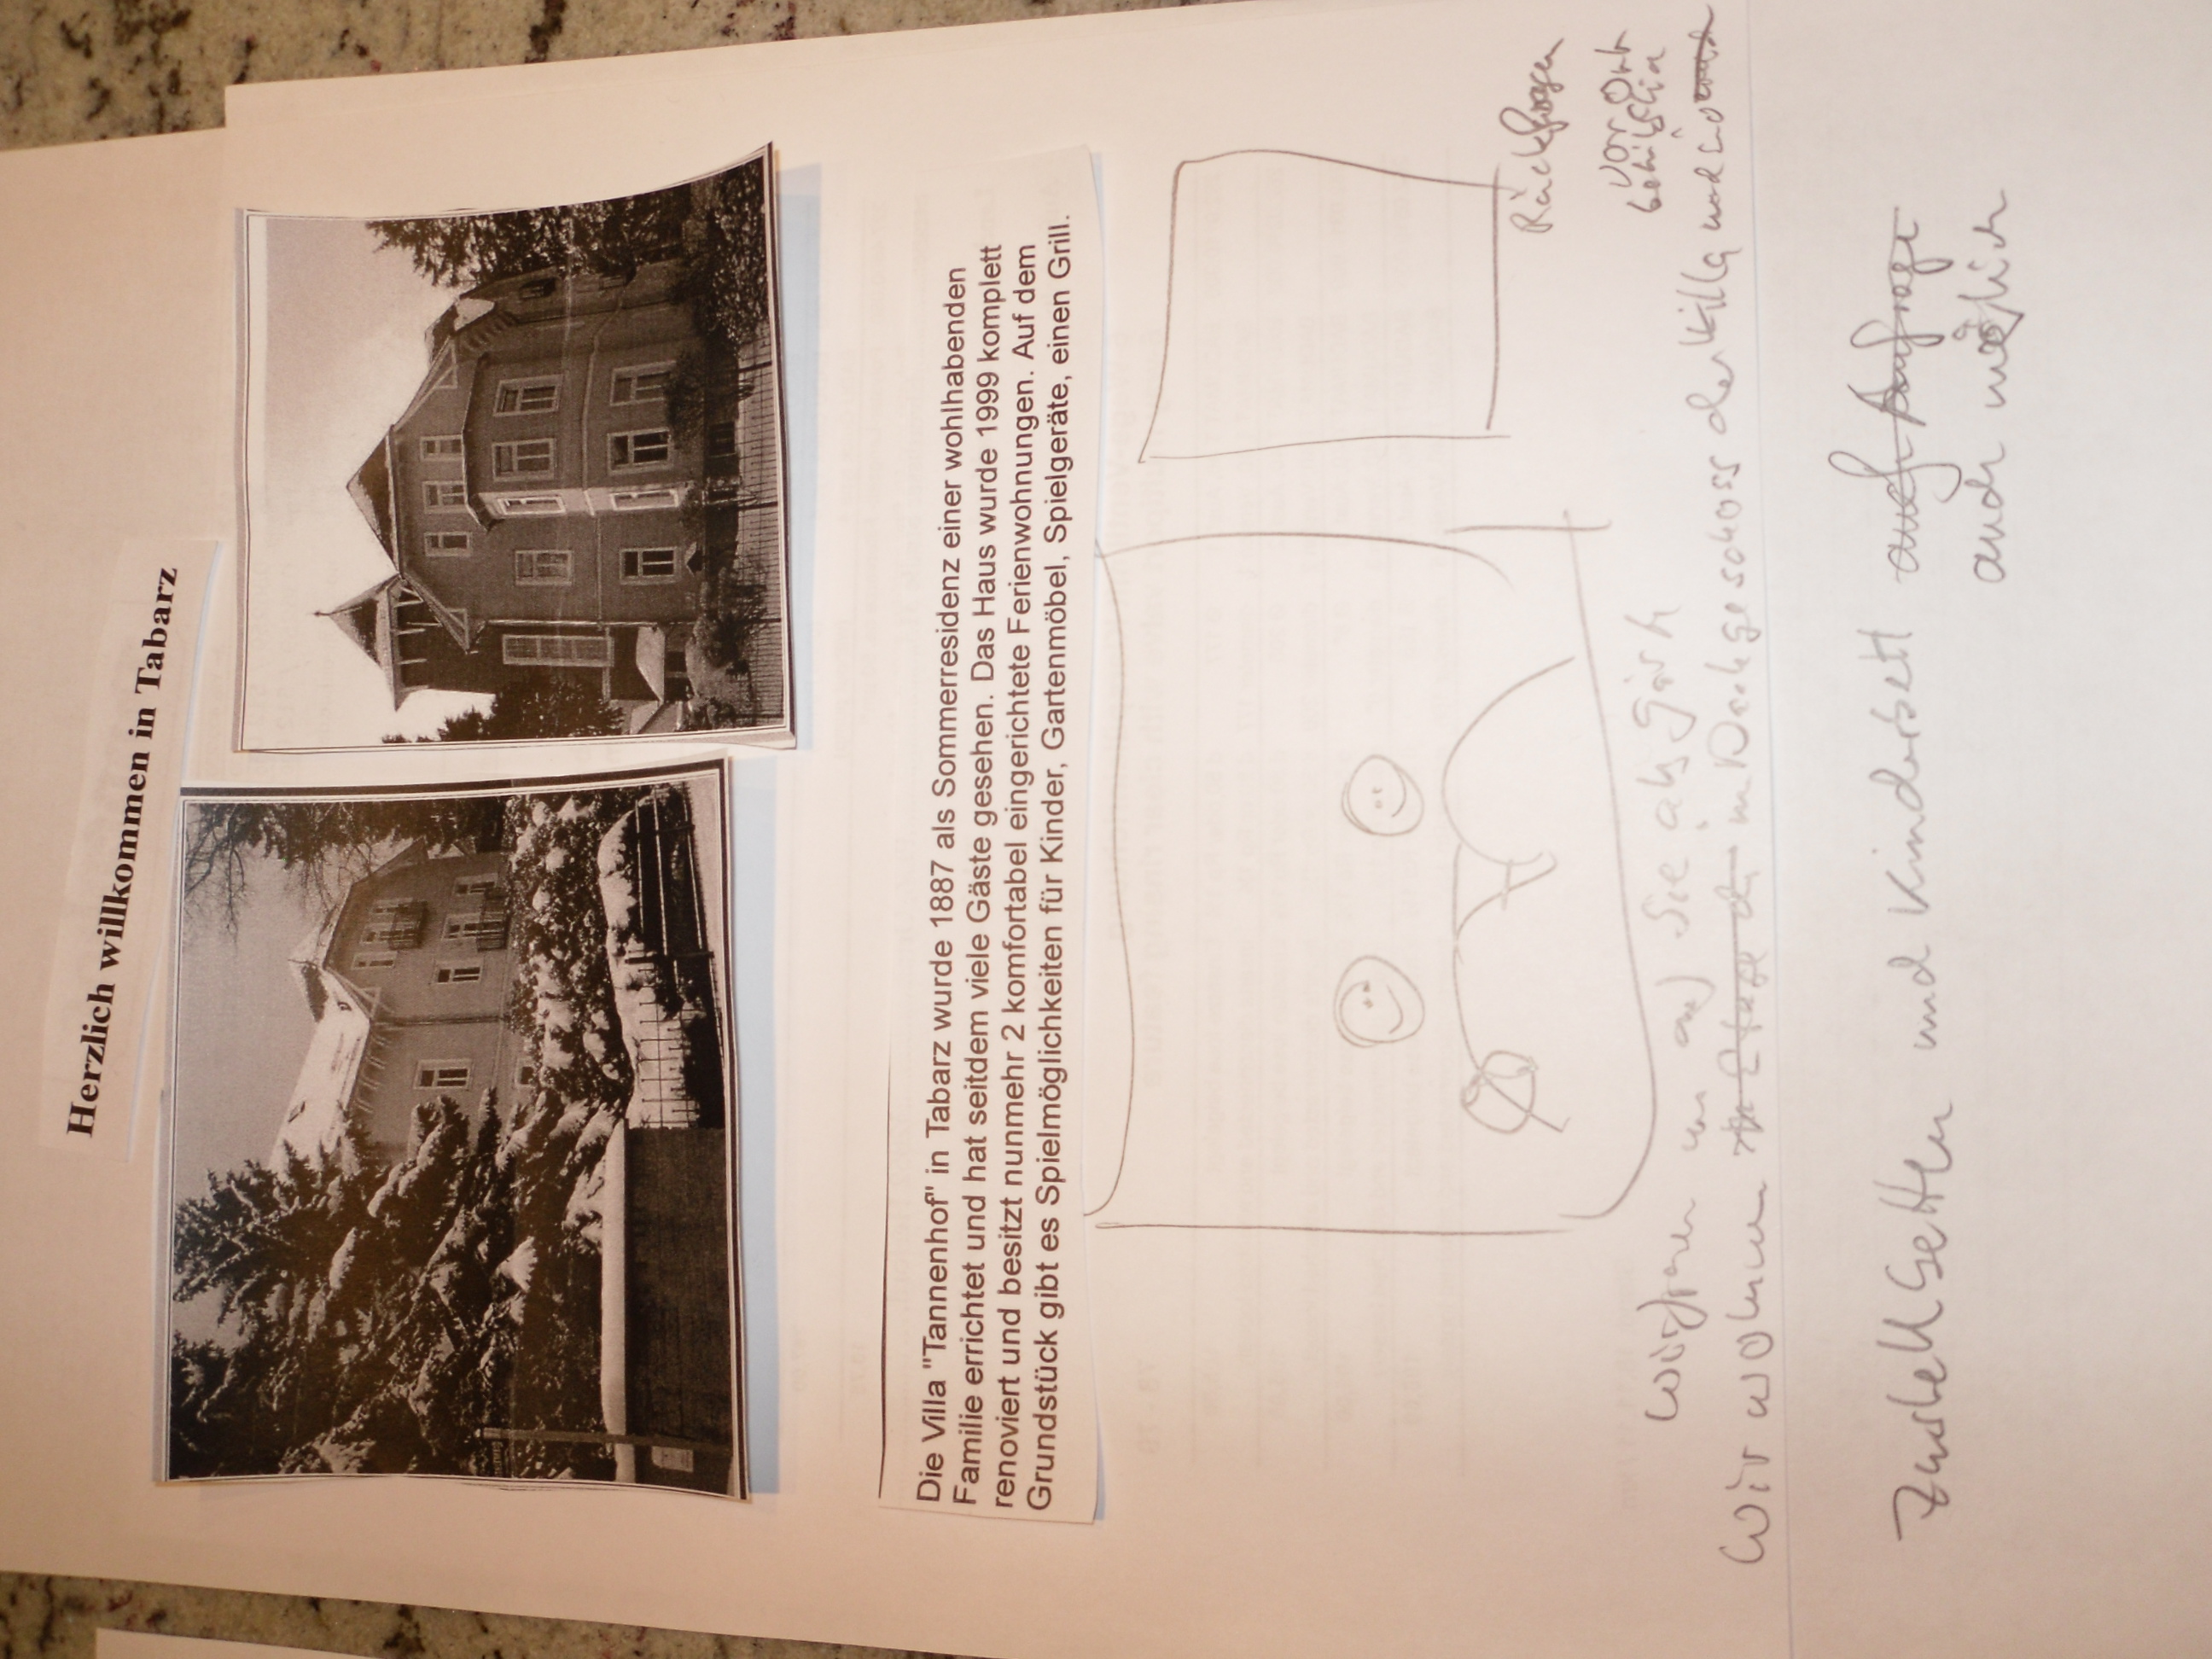 Herzlich willkommen in Tabarz
Die Villa "Tannenhof" in Tabarz wurde 1887 als Sommerresidenz einer wohlhabenden
Familie errichtet und hat seitdem viele Gäste gesehen. Das Haus wurde 1999 komplett
renoviert und besitzt nunmehr 2 komfortabel eingerichtete Ferienwohnungen. Auf dem
Grundstück gibt es Spielmöglichkeiten für Kinder, Gartenmöbel, Spielgeräte, einen Grill.
Wir freuen uns auf Sie als Gäste
Rückfragen
vor Ort
behilflich
Wir wohnen im Dachgeschoss der Villa und sind
Zustellbetten und Kinderbett auf Anfrage
auch möglich